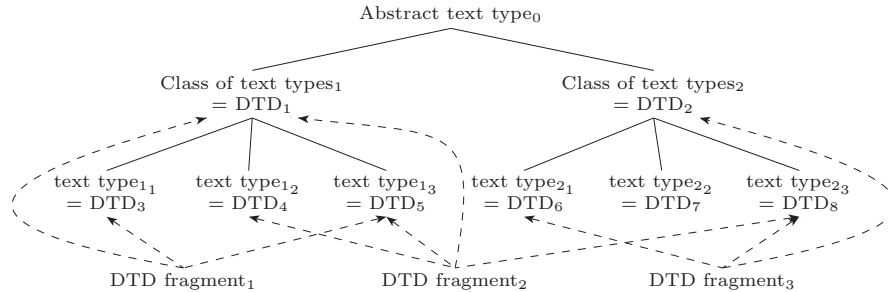 Abstract text type₀
Class of text types₁ Class of text types₂
= DTD₁ = DTD₂
text type₁₁ text type₁₂ text type₁₃ text type₂₁ text type₂₂ text type₂₃
= DTD₃ = DTD₄ = DTD₅ = DTD₆ = DTD₇ = DTD₈
DTD fragment₁ DTD fragment₂ DTD fragment₃